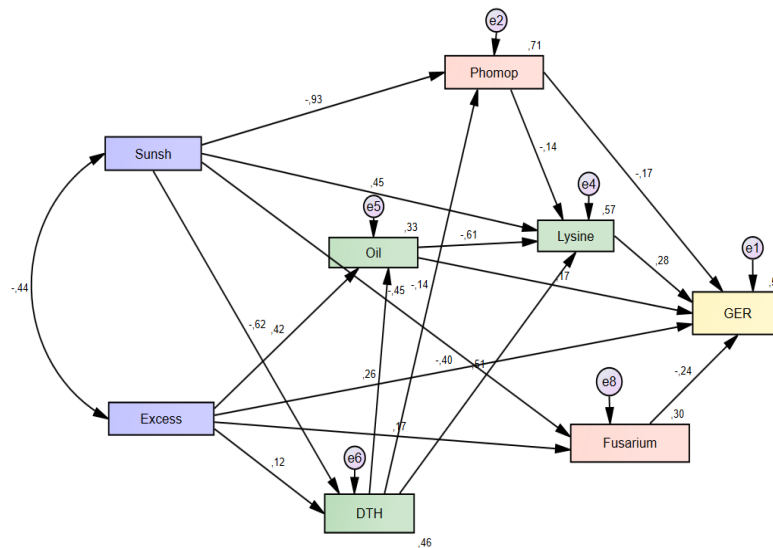 e2
,71
Phomop
-,93
Sunsh
-,14
-,17
,45
e4
e5
,57
,33
Lysine
e1
-,61
Oil
,28
,17
-,44
-,45
-,14
GER
-,62
,42
-,40
,51
,26
-,24
e8
Excess
,17
,30
Fusarium
,12
e6
DTH
,46